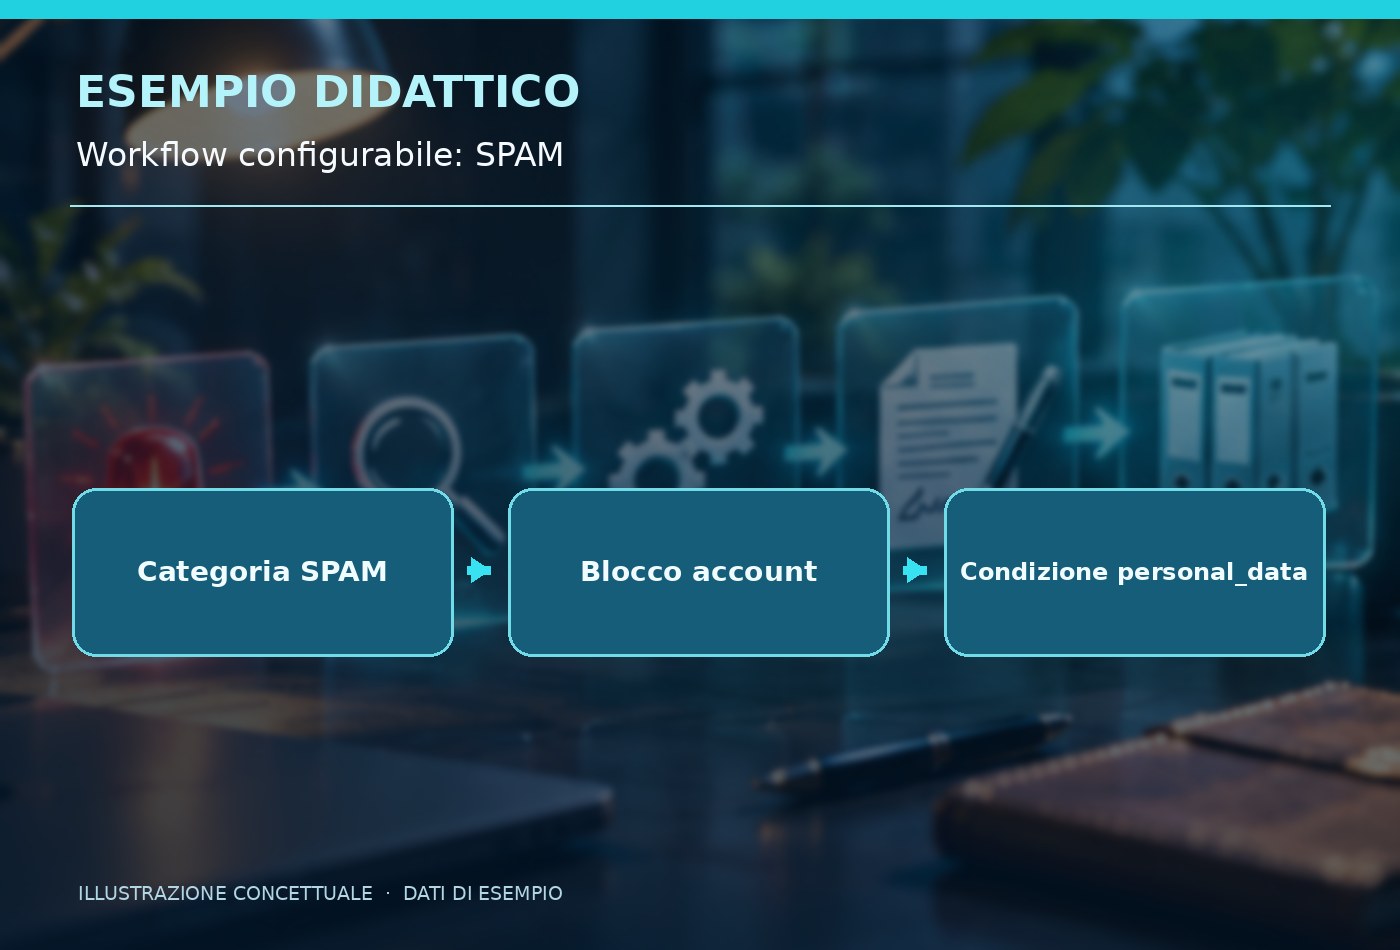 ESEMPIO DIDATTICO
Workflow configurabile: SPAM
Categoria SPAM
Blocco account
Condizione personal_data
ILLUSTRAZIONE CONCETTUALE · DATI DI ESEMPIO